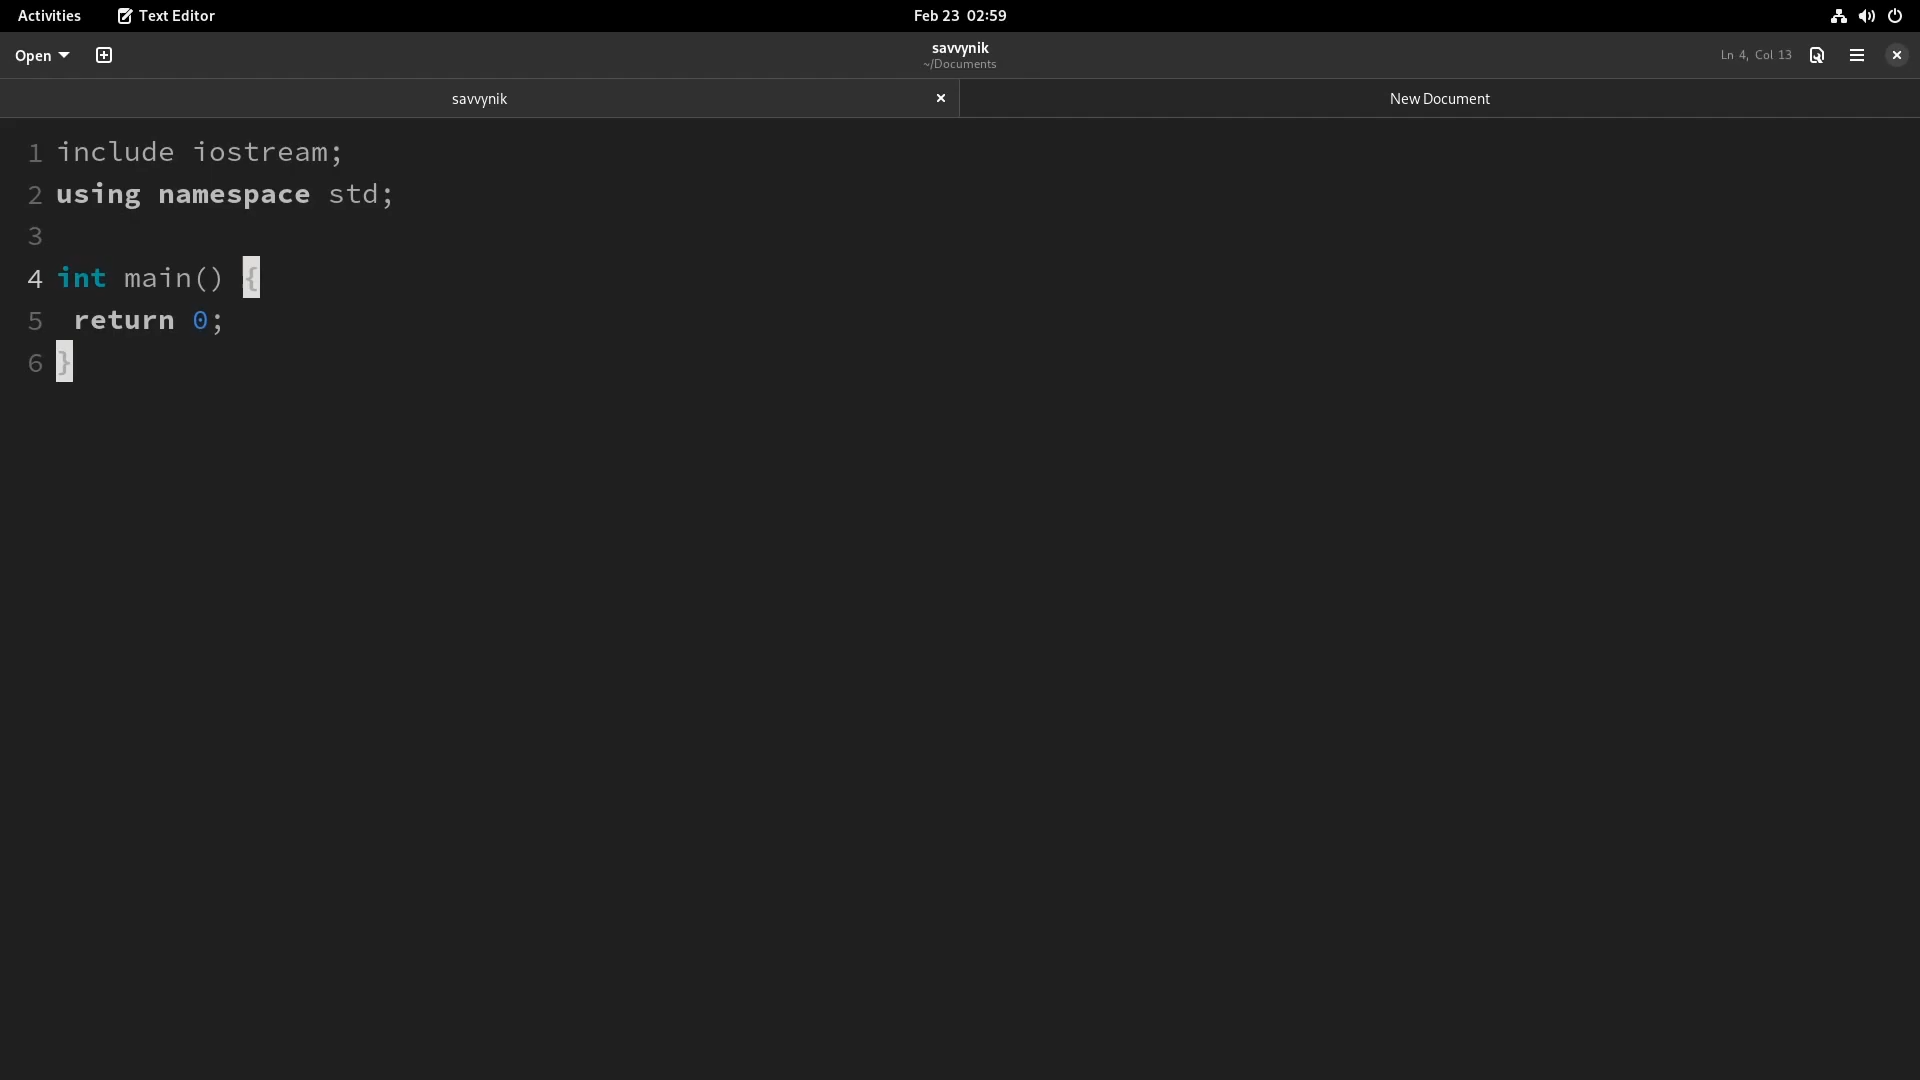 Activities Text Editor Feb 23 02:59
Open savvynik Ln 4, Col 13
~/Documents
savvynik New Document
1 include iostream;
2 using namespace std;
3
4 int main() {
5  return 0;
6 }